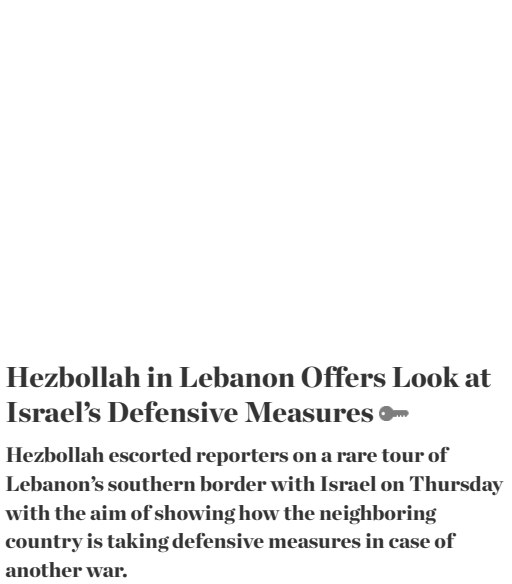 Hezbollah in Lebanon Offers Look at
Israel’s Defensive Measures
Hezbollah escorted reporters on a rare tour of
Lebanon’s southern border with Israel on Thursday
with the aim of showing how the neighboring
country is taking defensive measures in case of
another war.